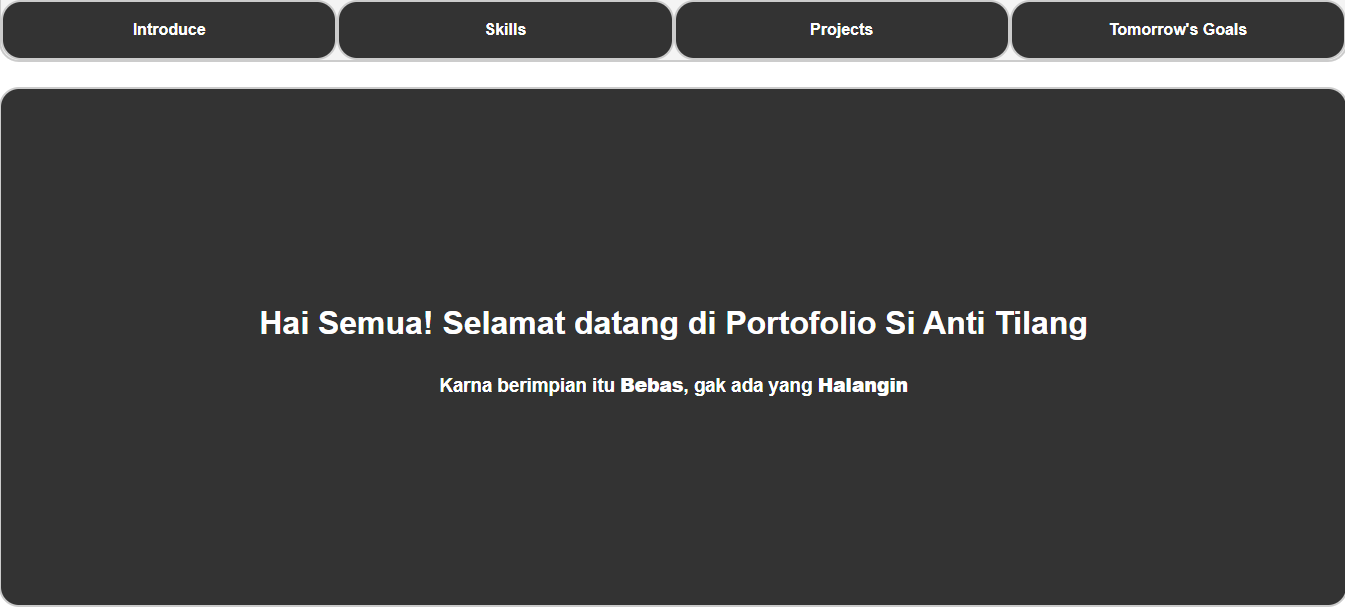 Introduce
Skills
Projects
Tomorrow's Goals
Hai Semua! Selamat datang di Portofolio Si Anti Tilang
Karna berimpian itu Bebas, gak ada yang Halangin